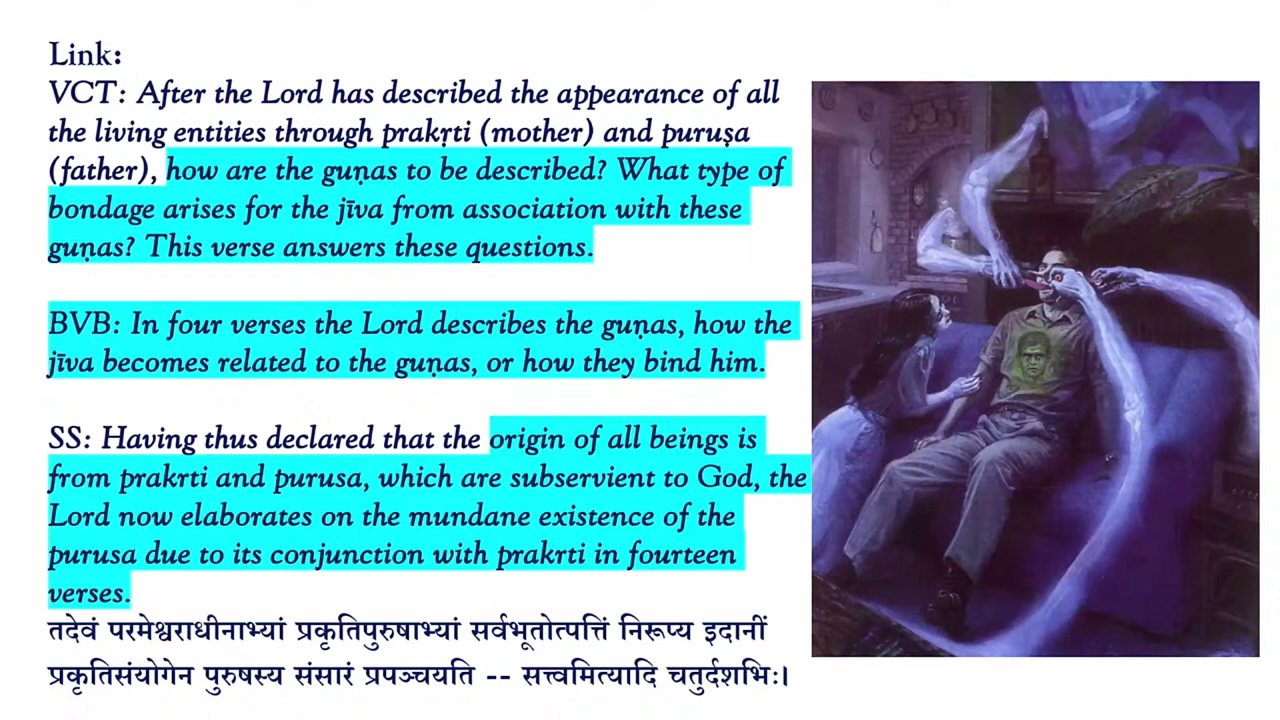 Link:
VCT: After the Lord has described the appearance of all
the living entities through prakṛti (mother) and puruṣa
(father), how are the guṇas to be described? What type of
bondage arises for the jīva from association with these
guṇas? This verse answers these questions.
BVB: In four verses the Lord describes the guṇas, how the
jīva becomes related to the guṇas, or how they bind him.
SS: Having thus declared that the origin of all beings is
from prakrti and purusa, which are subservient to God, the
Lord now elaborates on the mundane existence of the
purusa due to its conjunction with prakrti in fourteen
verses.
तदेवं परमेश्वराधीनाभ्यां प्रकृतिपुरुषाभ्यां सर्वभूतोत्पत्तिं निरूप्य इदानीं
प्रकृतिसंयोगेन पुरुषस्य संसारं प्रपञ्चयति -- सत्त्वमित्यादि चतुर्दशभिः।